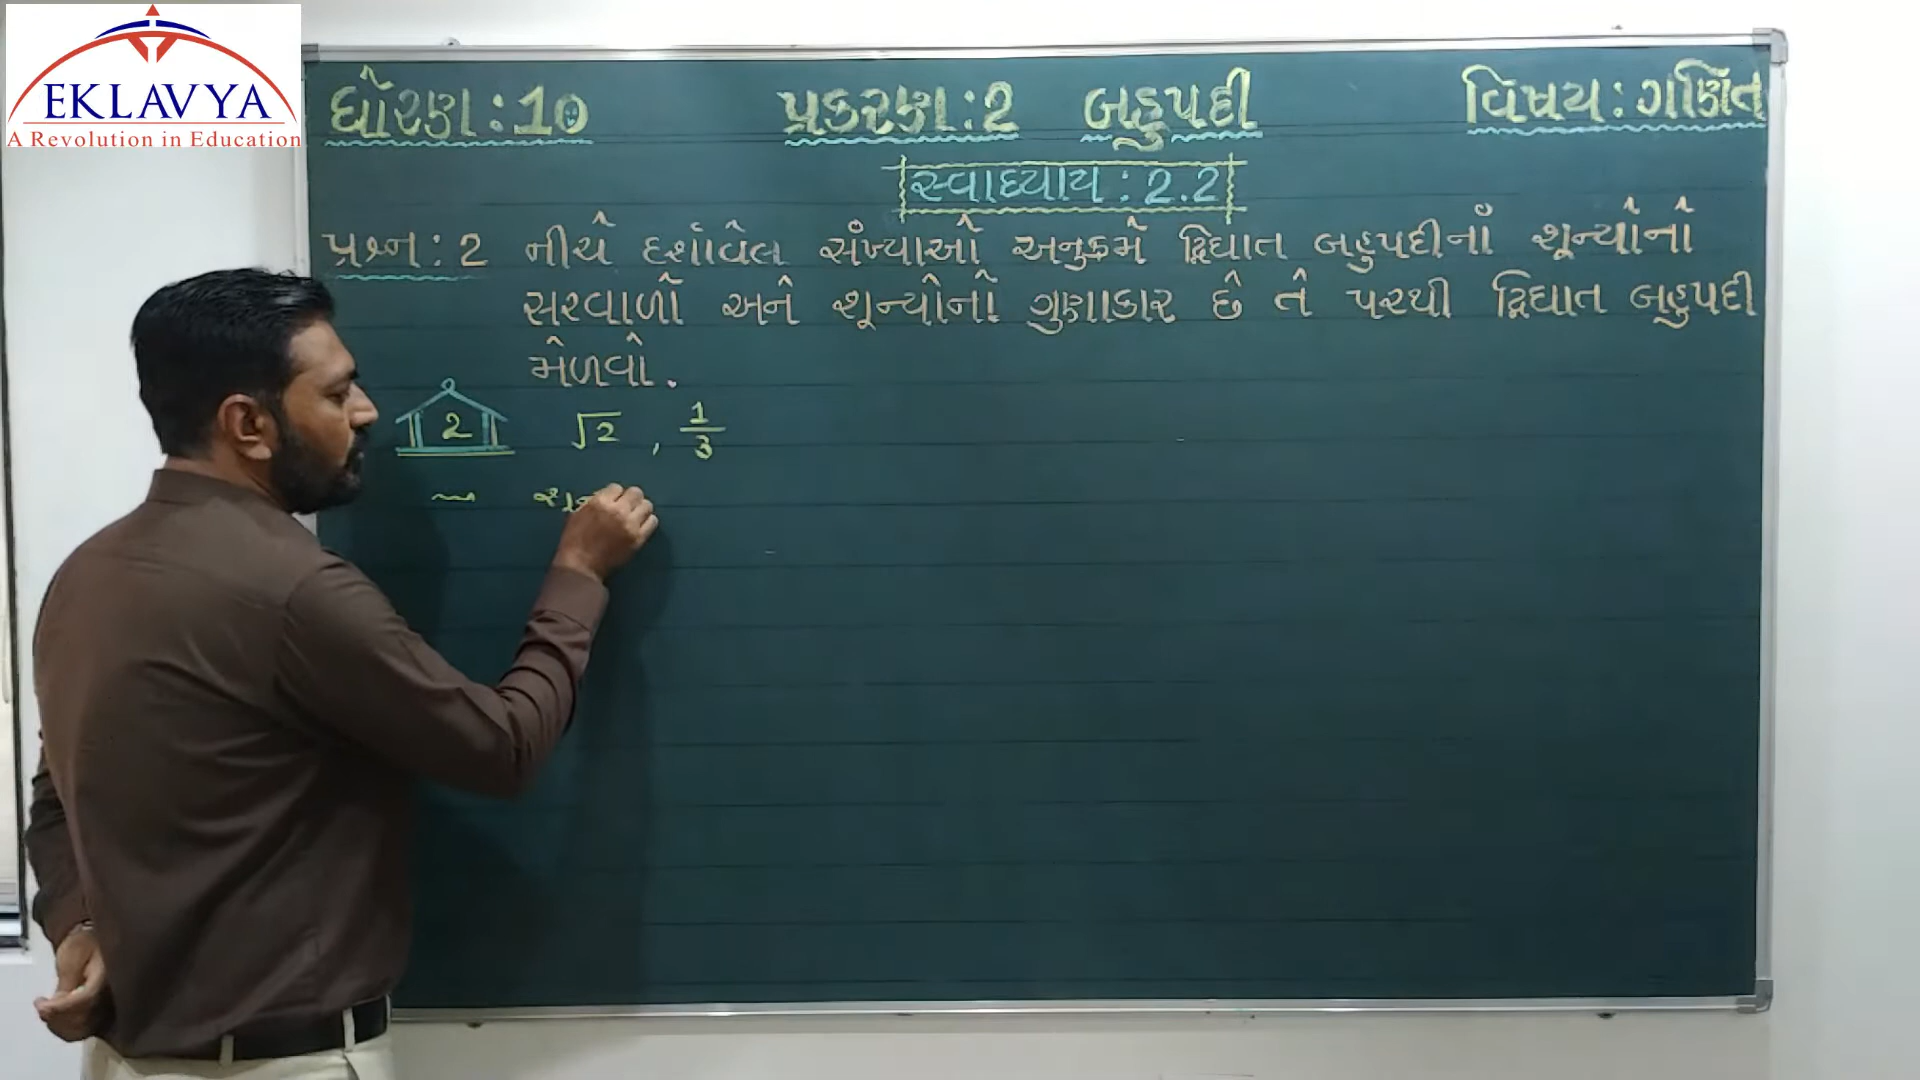 EKLAVYA
A Revolution in Education
ધોરણ : 10 પ્રકરણ : 2 બહુપદી વિષય : ગણિત
સ્વાધ્યાય : 2.2
પ્રશ્ન : 2 નીચે દર્શાવેલ સંખ્યાઓ અનુક્રમે દ્વિઘાત બહુપદીનાં શૂન્યોનો
સરવાળો અને શૂન્યોનો ગુણાકાર છે તે પરથી દ્વિઘાત બહુપદી
મેળવો.
2 √2 , 1/3